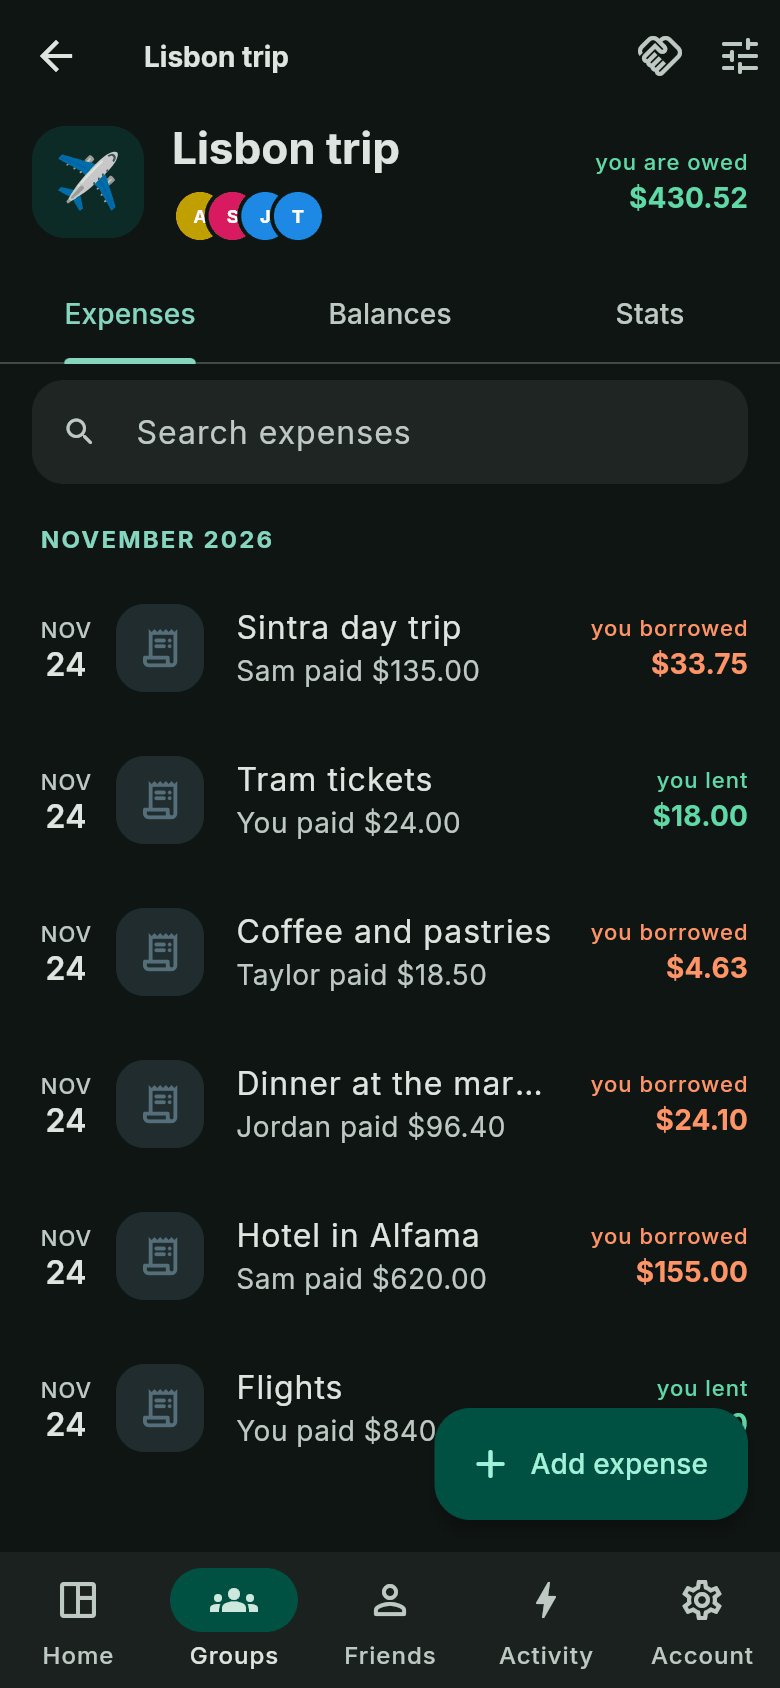 Lisbon trip
Lisbon trip
you are owed
$430.52
A S J T
Expenses Balances Stats
Search expenses
NOVEMBER 2026
NOV
24
Sintra day trip
Sam paid $135.00
you borrowed
$33.75
NOV
24
Tram tickets
You paid $24.00
you lent
$18.00
NOV
24
Coffee and pastries
Taylor paid $18.50
you borrowed
$4.63
NOV
24
Dinner at the mar...
Jordan paid $96.40
you borrowed
$24.10
NOV
24
Hotel in Alfama
Sam paid $620.00
you borrowed
$155.00
NOV
24
Flights
You paid $840
you lent
Add expense
Home Groups Friends Activity Account